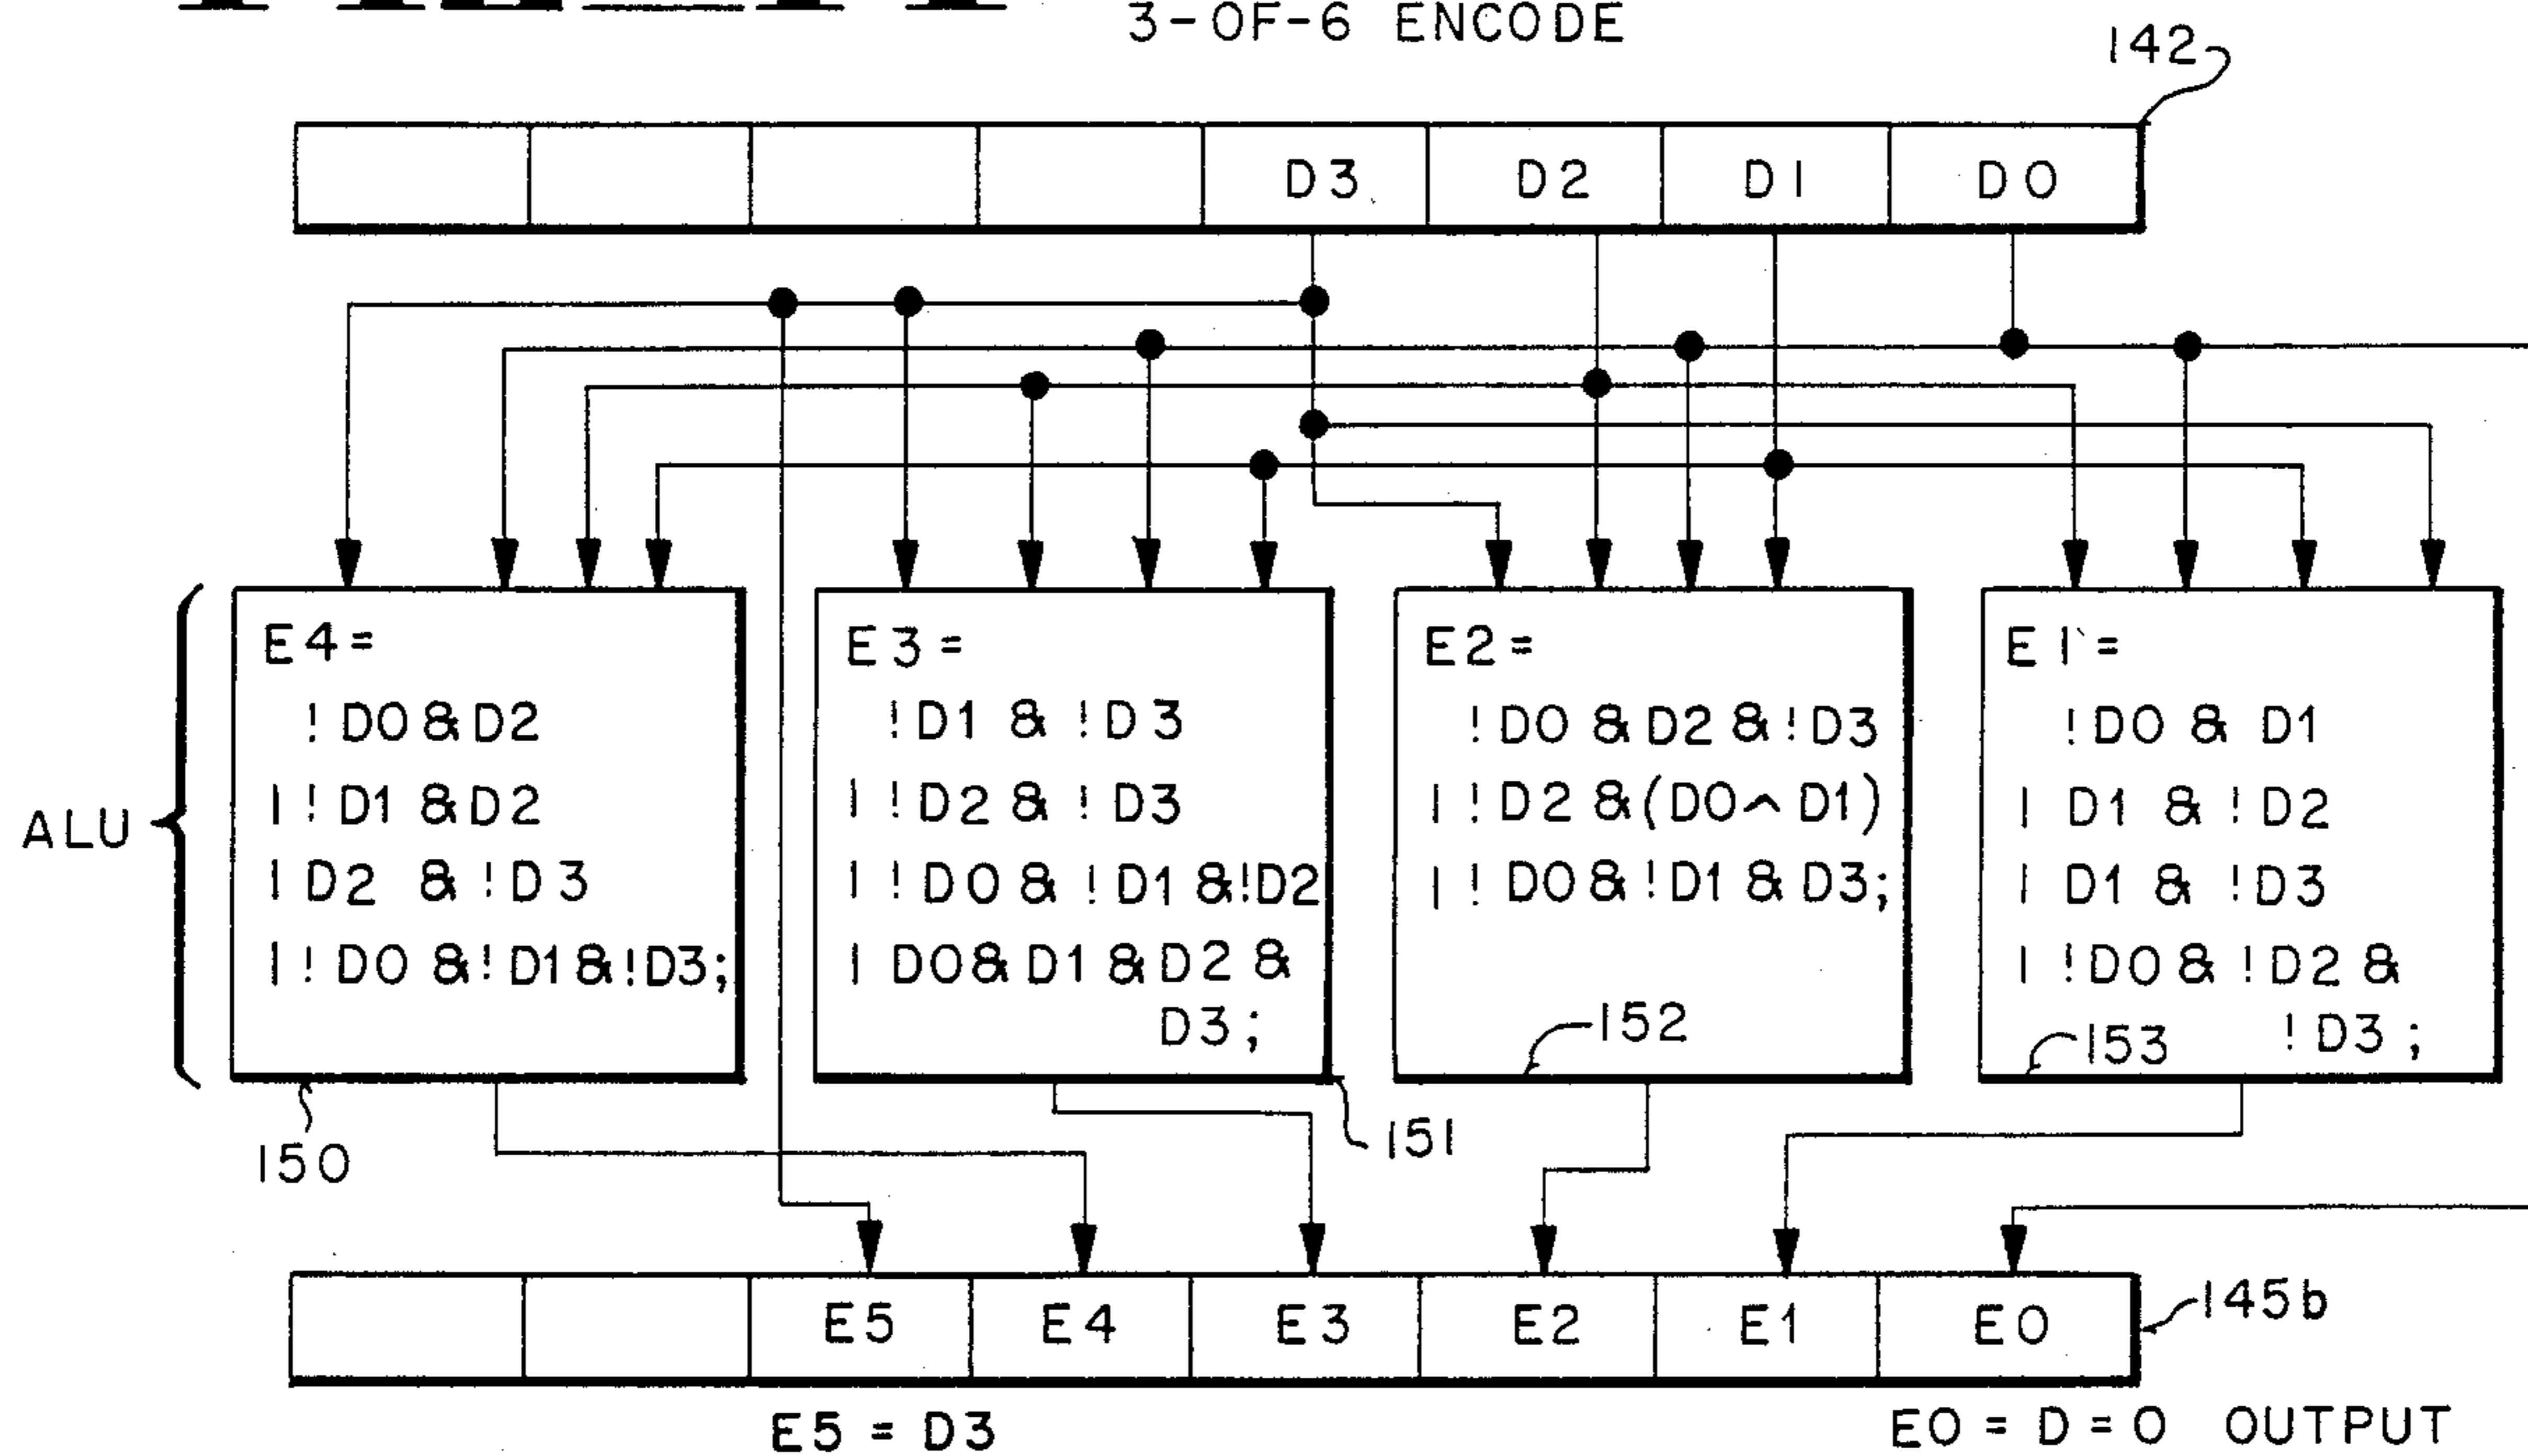 3-OF-6 ENCODE
142
D3 D2 D1 D0
ALU
E4=
!D0&D2
|!D1&D2
|D2&!D3
|!D0&!D1&!D3;
E3=
!D1&!D3
|!D2&!D3
|!D0&!D1&!D2
|D0&D1&D2&
D3;
E2=
!D0&D2&!D3
|!D2&(D0^D1)
|!D0&!D1&D3;
152
E1=
!D0&D1
|D1&!D2
|D1&!D3
|!D0&!D2&
!D3;
153
150
151
E5 E4 E3 E2 E1 E0
145b
E5 = D3
E0 = D = 0 OUTPUT